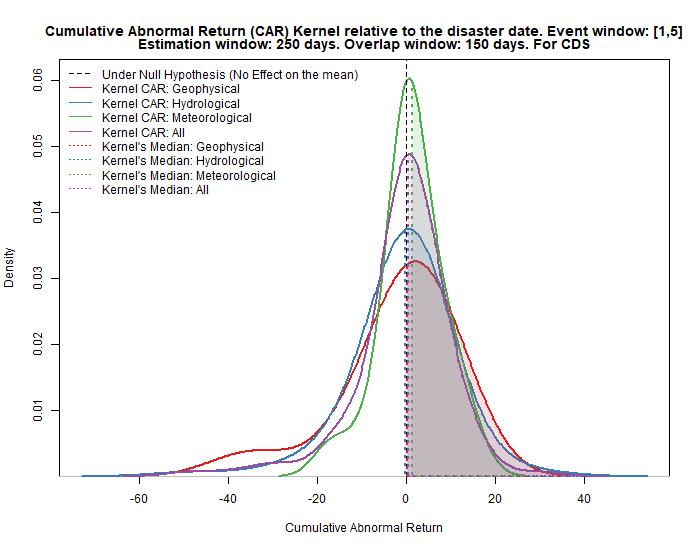 Cumulative Abnormal Return (CAR) Kernel relative to the disaster date. Event window: [1,5]
Estimation window: 250 days. Overlap window: 150 days. For CDS
Under Null Hypothesis (No Effect on the mean)
Kernel CAR: Geophysical
Kernel CAR: Hydrological
Kernel CAR: Meteorological
Kernel CAR: All
Kernel's Median: Geophysical
Kernel's Median: Hydrological
Kernel's Median: Meteorological
Kernel's Median: All
Density
0.06
0.05
0.04
0.03
0.02
0.01
-60 -40 -20 0 20 40
Cumulative Abnormal Return